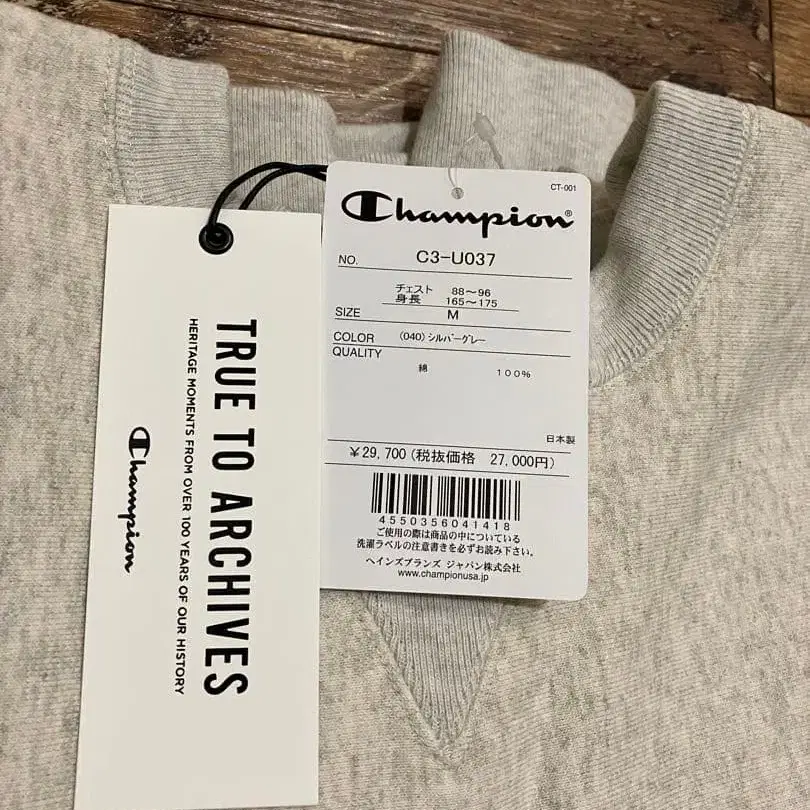 TRUE TO ARCHIVES
HERITAGE MOMENTS FROM OVER 100 YEARS OF OUR HISTORY
Champion
CT-001
Champion®
NO. C3-U037
チェスト 88～96
身長 165～175
SIZE M
COLOR (040) シルバーグレー
QUALITY
綿 100%
日本製
¥29,700(税抜価格 27,000円)
4550356041418
ご使用の際は商品の中についている
洗濯ラベルの注意書きを必ずお読み下さい。
ヘインズブランズ ジャパン株式会社
www.championusa.jp